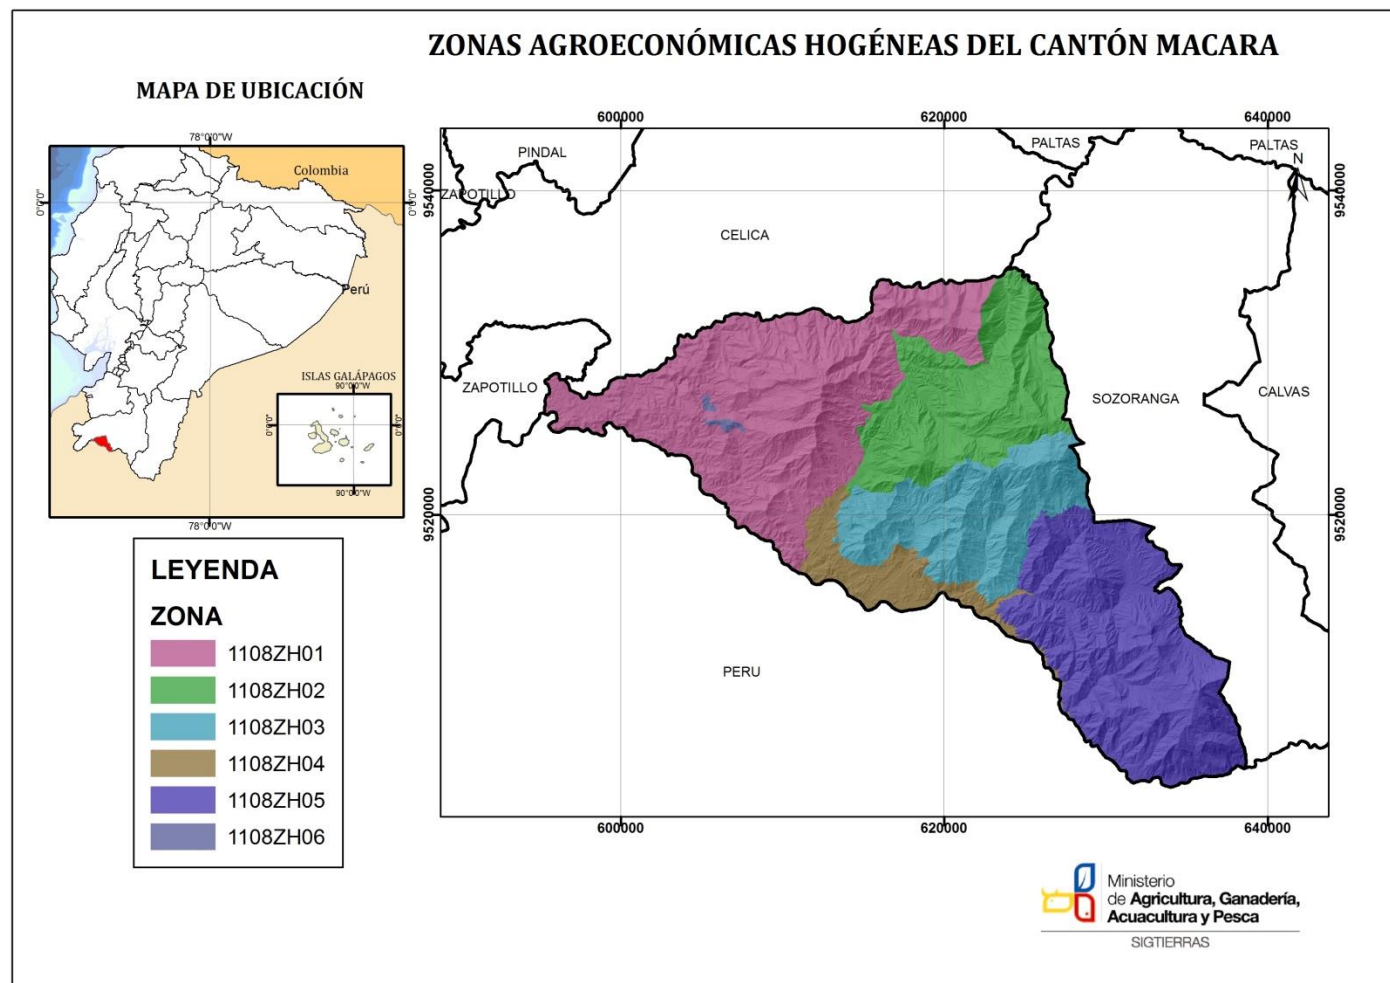 ZONAS AGROECONÓMICAS HOGÉNEAS DEL CANTÓN MACARA
MAPA DE UBICACIÓN
78°0'0"W
Colombia
0°0'0"
0°0'0"
Perú
ISLAS GALÁPAGOS
90°0'0"W
0°0'0"
0°0'0"
90°0'0"W
78°0'0"W
LEYENDA
ZONA
1108ZH01
1108ZH02
1108ZH03
1108ZH04
1108ZH05
1108ZH06
600000
620000
640000
PINDAL
PALTAS
PALTAS
N
ZAPOTILLO
9540000
9540000
CELICA
ZAPOTILLO
SOZORANGA
CALVAS
9520000
9520000
PERU
600000
620000
640000
Ministerio
de Agricultura, Ganadería,
Acuacultura y Pesca
SIGTIERRAS